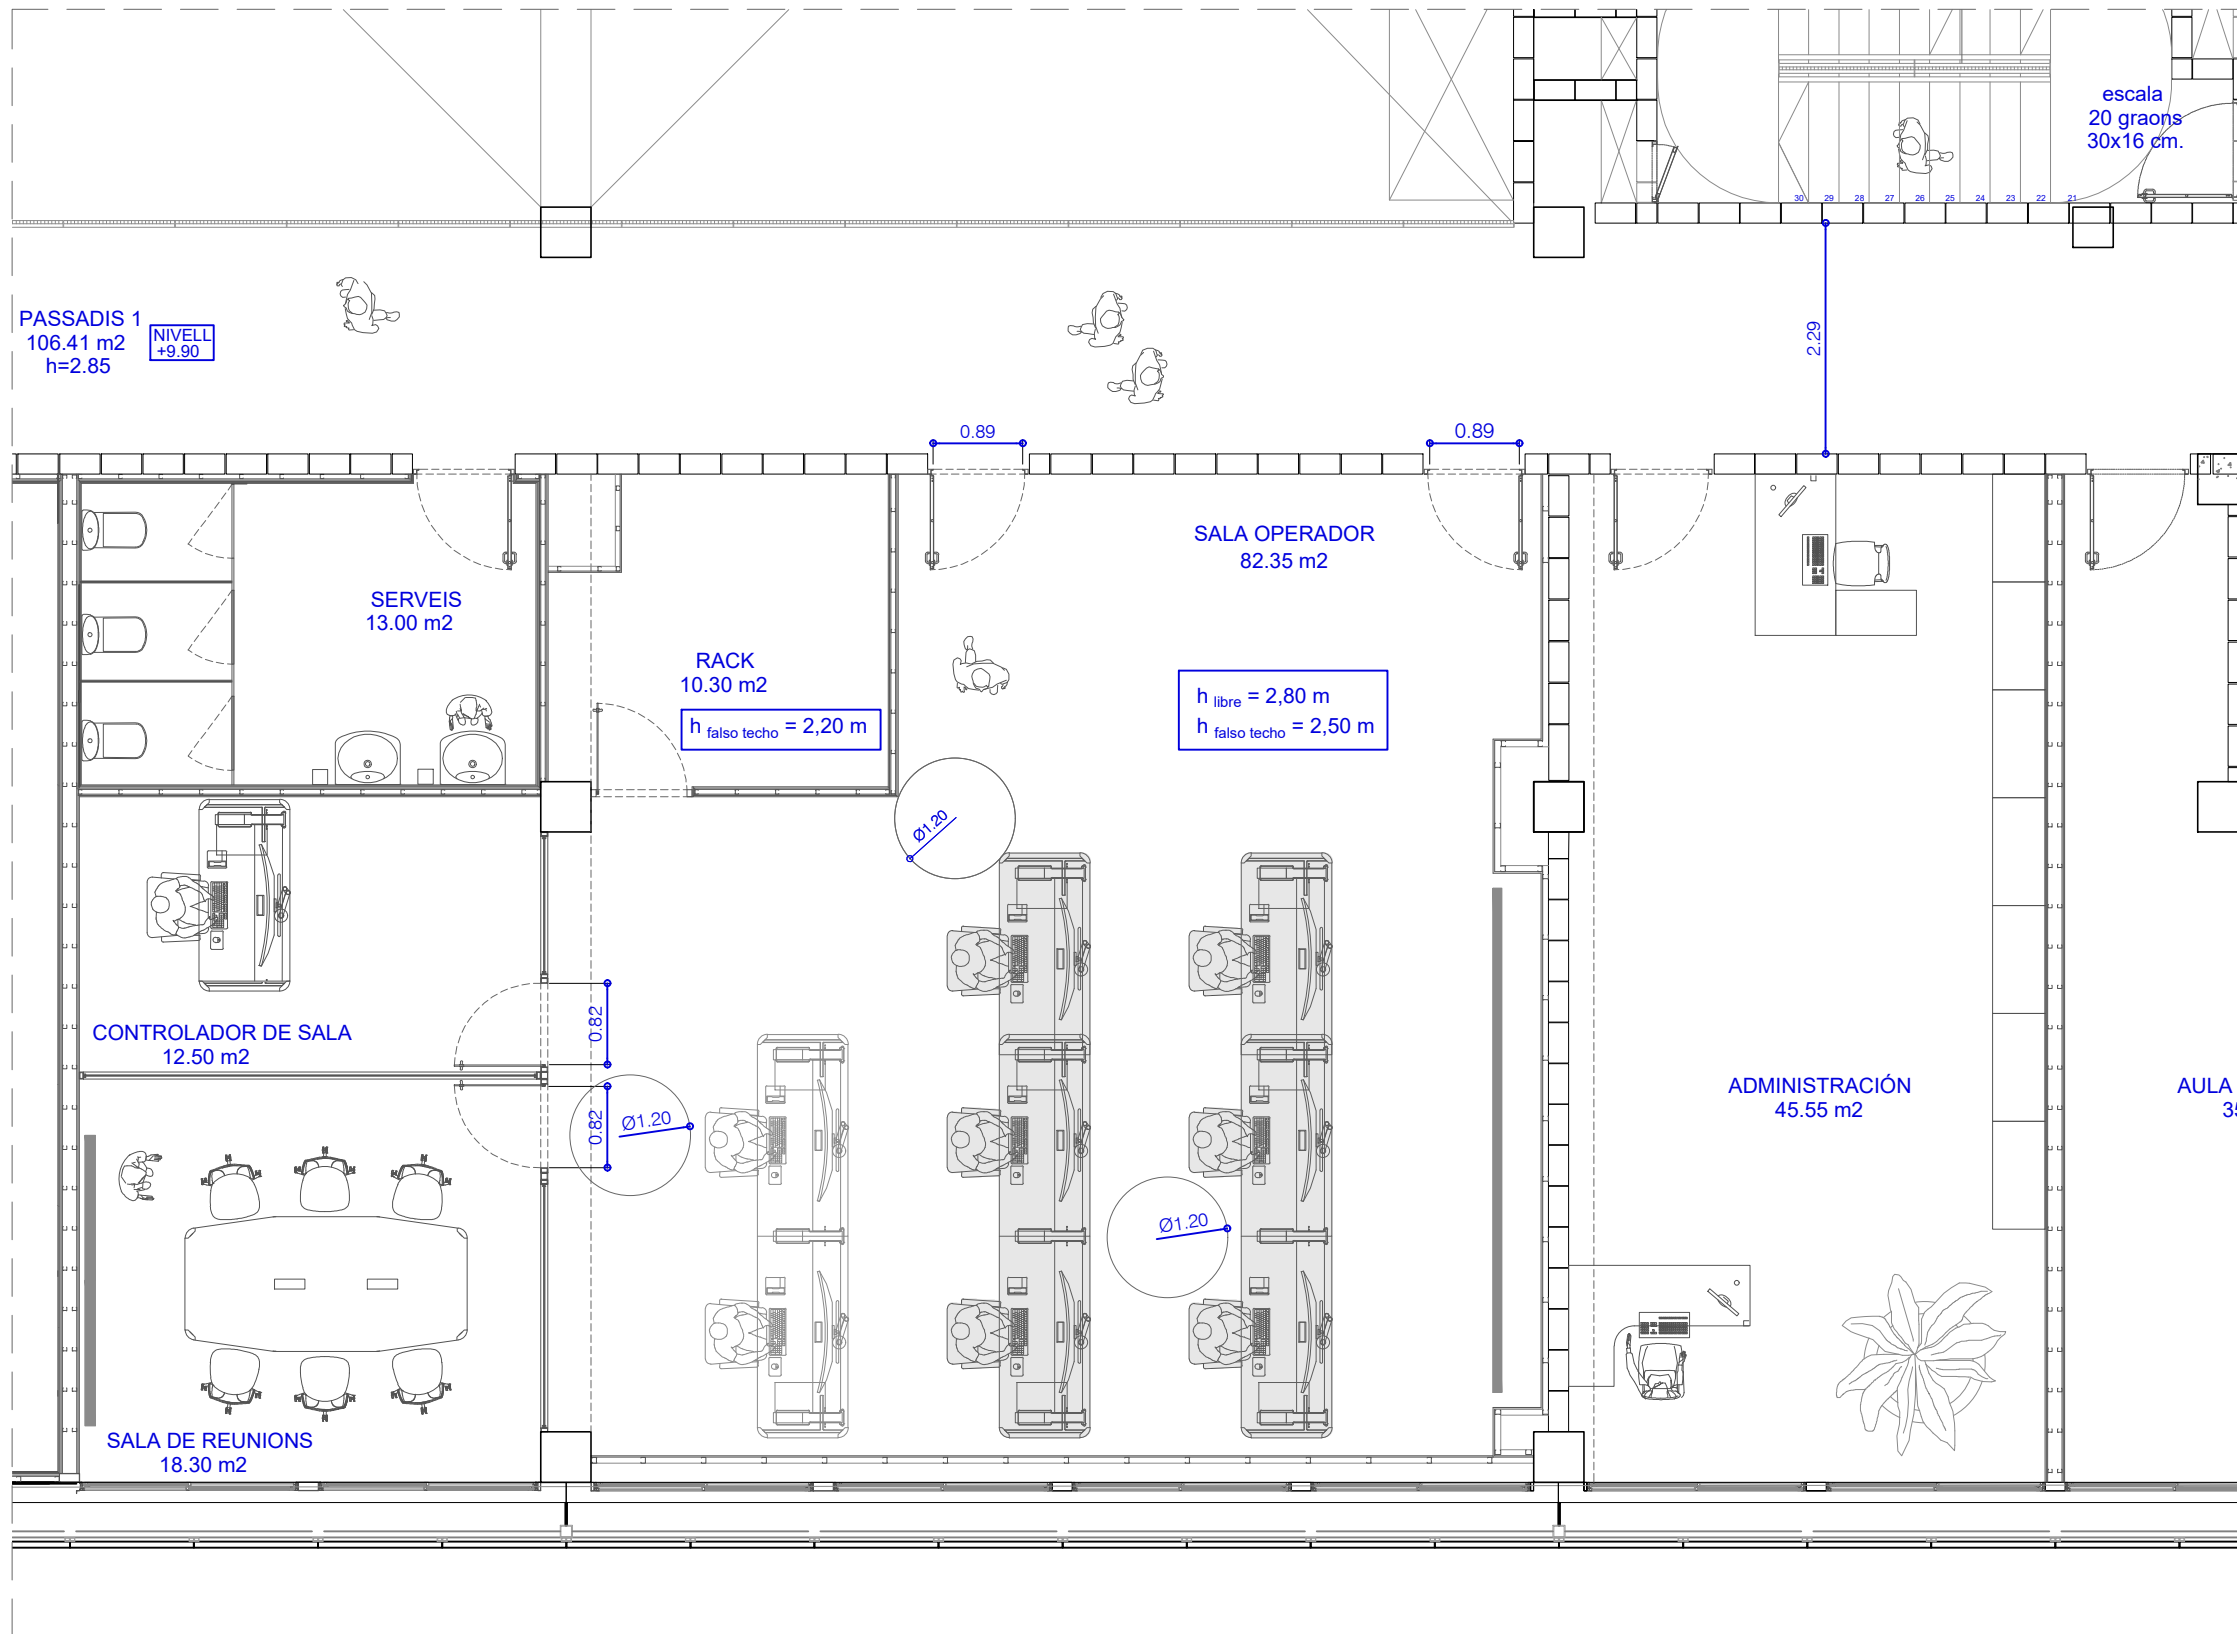 escala
20 graons
30x16 cm.
30 29 28 27 26 25 24 23 22 21
PASSADIS 1
106.41 m2
h=2.85
NIVELL
+9.90
2.29
0.89
0.89
SALA OPERADOR
82.35 m2
SERVEIS
13.00 m2
RACK
10.30 m2
h falso techo = 2,20 m
h libre = 2,80 m
h falso techo = 2,50 m
Ø1.20
CONTROLADOR DE SALA
12.50 m2
0.82
0.82
Ø1.20
ADMINISTRACIÓN
45.55 m2
AULA
35
Ø1.20
SALA DE REUNIONS
18.30 m2